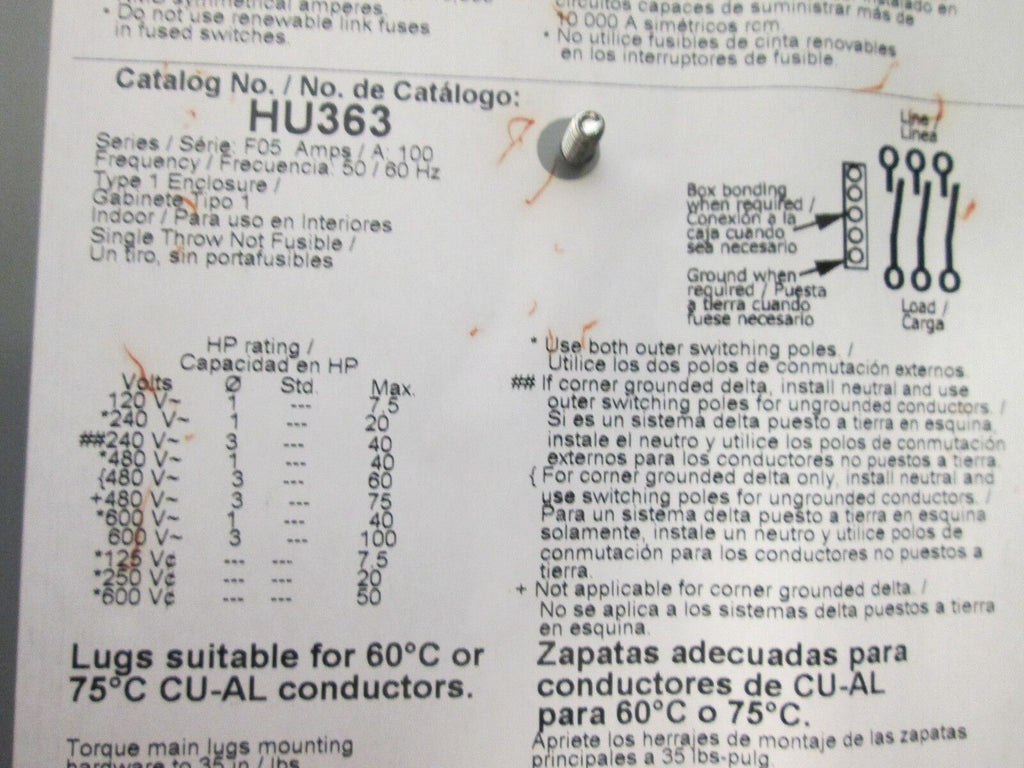 symmetrical amperes.
• Do not use renewable link fuses
in fused switches.
circuitos capaces de suministrar más de
10 000 A simétricos rcm.
• No utilice fusibles de cinta renovables
en los interruptores de fusible.
Catalog No. / No. de Catálogo:
HU363
Series / Série: F05 Amps / A: 100
Frequency / Frecuencia: 50 / 60 Hz
Type 1 Enclosure /
Gabinete Tipo 1
Indoor / Para uso en Interiores
Single Throw Not Fusible /
Un tiro, sin portafusibles
Line /
Línea
Box bonding
when required /
Conexión a la
caja cuando
sea necesario
Ground when
required / Puesta
a tierra cuando
fuese necesario
Load /
Carga
HP rating /
Capacidad en HP
Volts Ø Std. Max.
120 V~ 1 --- 7,5
*240 V~ 1 --- 20
##240 V~ 3 --- 40
*480 V~ 1 --- 40
{480 V~ 3 --- 60
+480 V~ 3 --- 75
*600 V~ 1 --- 40
600 V~ 3 --- 100
*125 Vc --- --- 7,5
*250 Vc --- --- 20
*600 Vc --- --- 50
* Use both outer switching poles. /
Utilice los dos polos de conmutación externos.
## If corner grounded delta, install neutral and use
outer switching poles for ungrounded conductors. /
Si es un sistema delta puesto a tierra en esquina,
instale el neutro y utilice los polos de conmutación
externos para los conductores no puestos a tierra.
{ For corner grounded delta only, install neutral and
use switching poles for ungrounded conductors. /
Para un sistema delta puesto a tierra en esquina
solamente, instale un neutro y utilice polos de
conmutación para los conductores no puestos a
tierra.
+ Not applicable for corner grounded delta. /
No se aplica a los sistemas delta puestos a tierra
en esquina.
Lugs suitable for 60°C or
75°C CU-AL conductors.
Zapatas adecuadas para
conductores de CU-AL
para 60°C o 75°C.
Torque main lugs mounting
hardware to 35 in / lbs.
Apriete los herrajes de montaje de las zapatas
principales a 35 lbs-pulg.